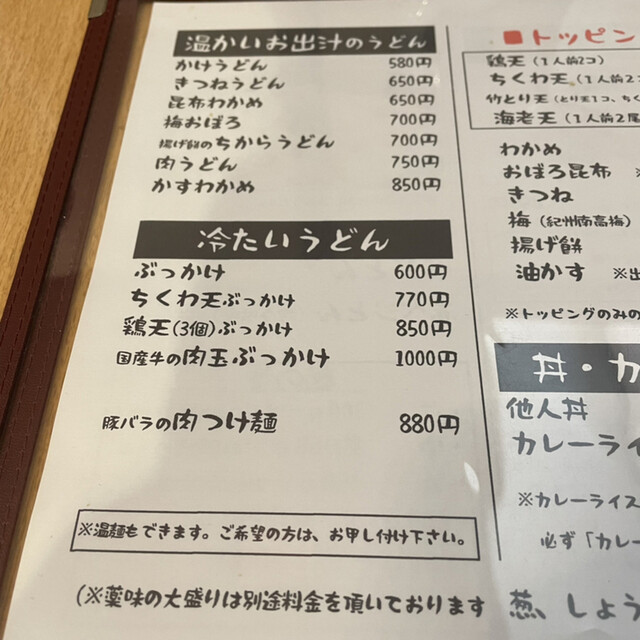 温かいお出汁のうどん
かけうどん 580円
きつねうどん 650円
昆布わかめ 650円
梅おぼろ 700円
揚げ餅のちからうどん 700円
肉うどん 750円
かすわかめ 850円
冷たいうどん
ぶっかけ 600円
ちくわ天ぶっかけ 770円
鶏天(3個)ぶっかけ 850円
国産牛の肉玉ぶっかけ 1000円
豚バラの肉つけ麺 880円
※温麺もできます。ご希望の方は、お申し付け下さい。
(※薬味の大盛りは別途料金を頂いております 葱、しょう
■トッピン
鶏天(1人前2コ)
ちくわ天(1人前2
竹とり天(とり天1コ、ちく
海老天(1人前2尾
わかめ
おぼろ昆布 ※
きつね
梅(紀州南高梅)
揚げ餅
油かす ※出
※トッピングのみの
丼・カ
他人丼
カレーライ
※カレーライス
必ず「カレー